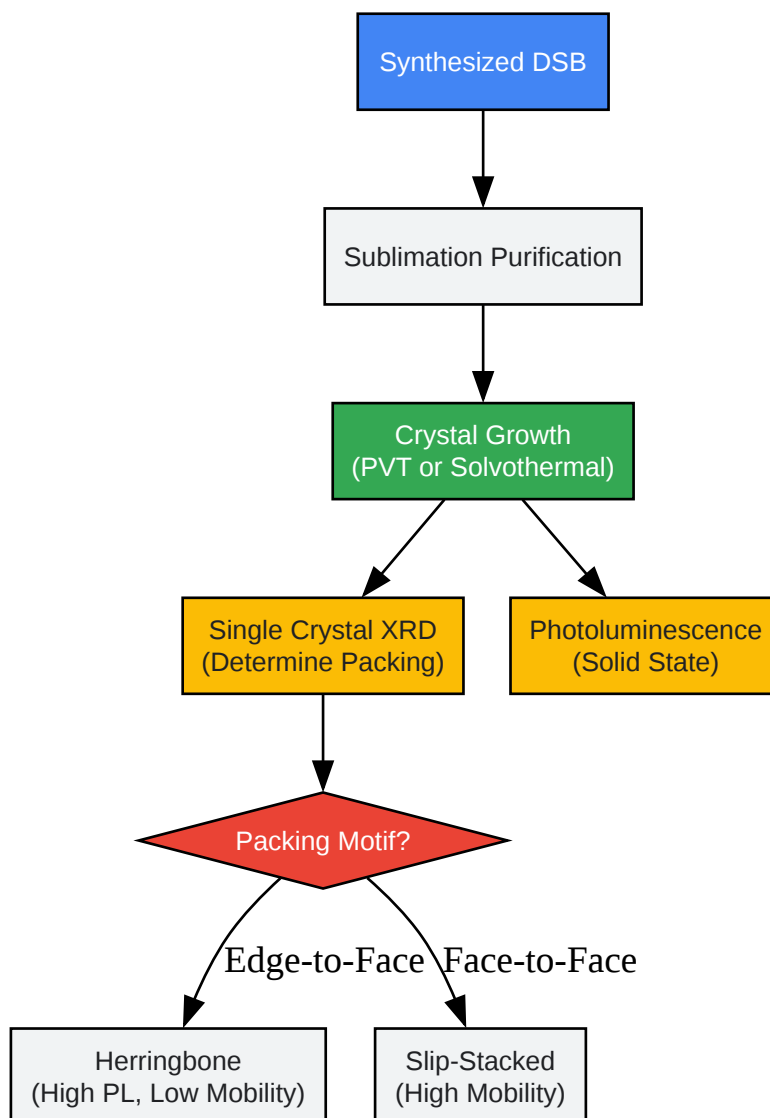 Synthesized DSB
Sublimation Purification
Crystal Growth
(PVT or Solvothermal)
Single Crystal XRD
(Determine Packing)
Photoluminescence
(Solid State)
Packing Motif?
Edge-to-Face
Face-to-Face
Herringbone
(High PL, Low Mobility)
Slip-Stacked
(High Mobility)